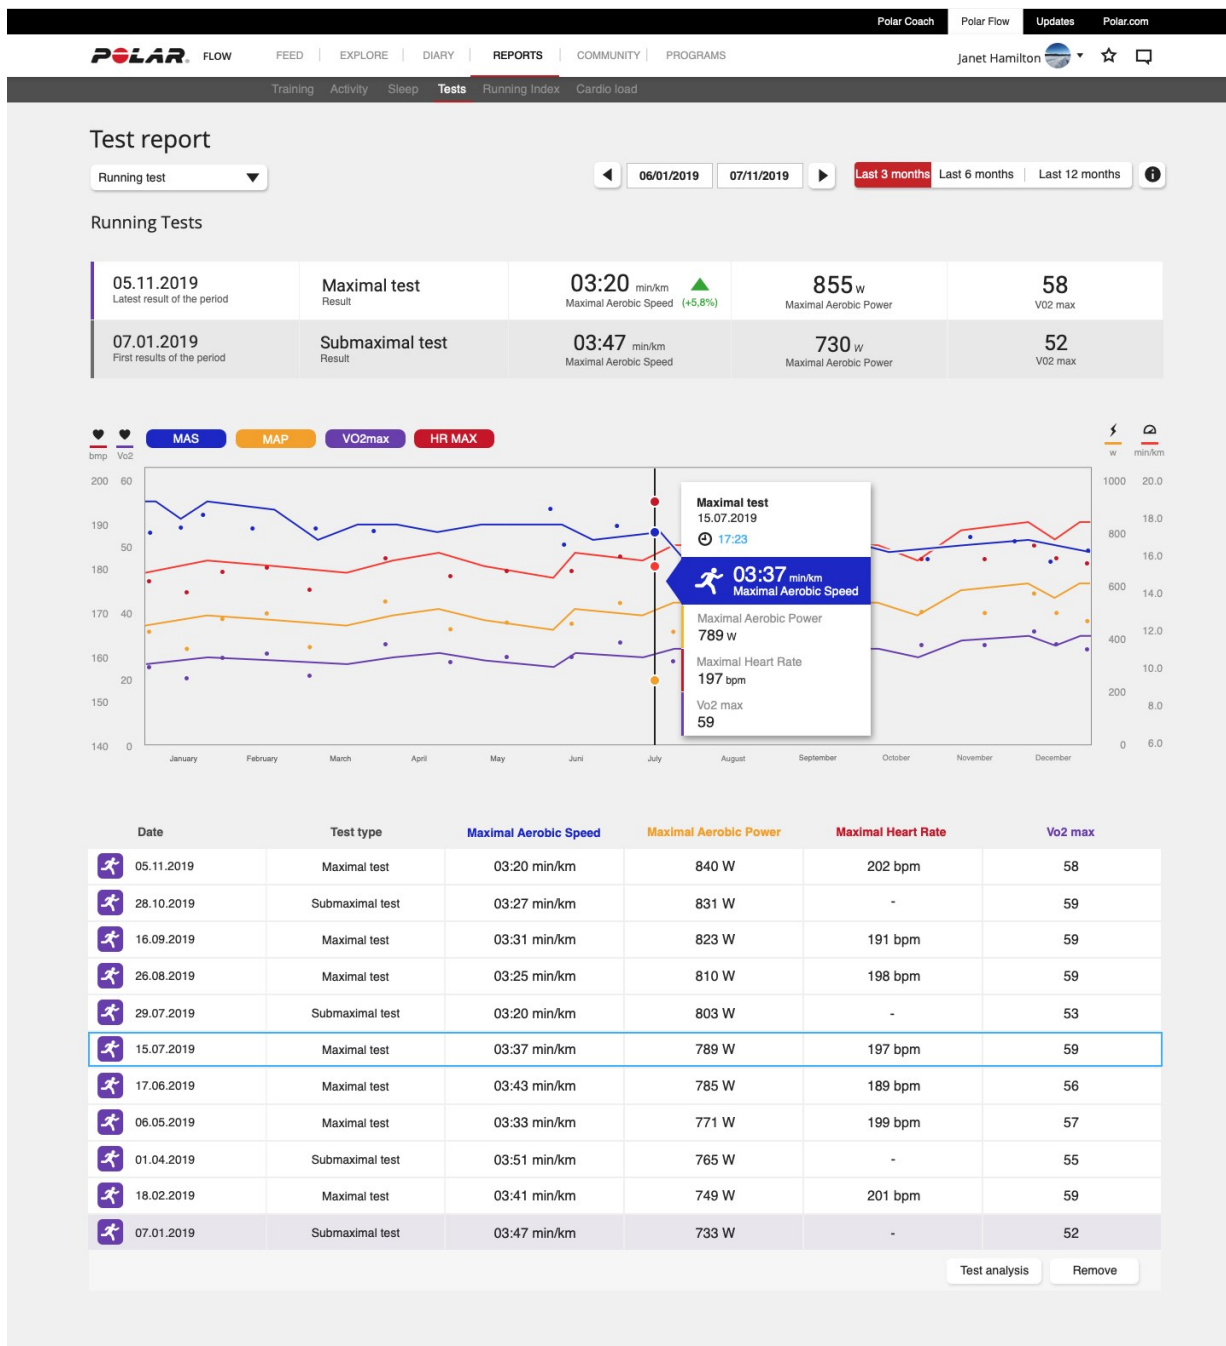 Polar Coach Polar Flow Updates Polar.com
POLAR. FLOW FEED EXPLORE DIARY REPORTS COMMUNITY PROGRAMS Janet Hamilton
Training Activity Sleep Tests Running Index Cardio load
Test report
Running test 06/01/2019 07/11/2019 Last 3 months Last 6 months Last 12 months
Running Tests
05.11.2019 Maximal test 03:20 min/km 855 w 58
Latest result of the period Result Maximal Aerobic Speed (+5,8%) Maximal Aerobic Power V02 max
07.01.2019 Submaximal test 03:47 min/km 730 w 52
First results of the period Result Maximal Aerobic Speed Maximal Aerobic Power V02 max
MAS MAP VO2max HR MAX
bmp Vo2 w min/km
200 60 1000 20.0
190 18.0
50 800
180 16.0
600 14.0
170 40
400 12.0
160 10.0
20 200
150 8.0
140 0 0 6.0
Maximal test
15.07.2019
17:23
03:37 min/km
Maximal Aerobic Speed
Maximal Aerobic Power
789 w
Maximal Heart Rate
197 bpm
Vo2 max
59
January February March April May Juni July August September October November December
Date Test type Maximal Aerobic Speed Maximal Aerobic Power Maximal Heart Rate Vo2 max
05.11.2019 Maximal test 03:20 min/km 840 W 202 bpm 58
28.10.2019 Submaximal test 03:27 min/km 831 W - 59
16.09.2019 Maximal test 03:31 min/km 823 W 191 bpm 59
26.08.2019 Maximal test 03:25 min/km 810 W 198 bpm 59
29.07.2019 Submaximal test 03:20 min/km 803 W - 53
15.07.2019 Maximal test 03:37 min/km 789 W 197 bpm 59
17.06.2019 Maximal test 03:43 min/km 785 W 189 bpm 56
06.05.2019 Maximal test 03:33 min/km 771 W 199 bpm 57
01.04.2019 Submaximal test 03:51 min/km 765 W - 55
18.02.2019 Maximal test 03:41 min/km 749 W 201 bpm 59
07.01.2019 Submaximal test 03:47 min/km 733 W - 52
Test analysis Remove